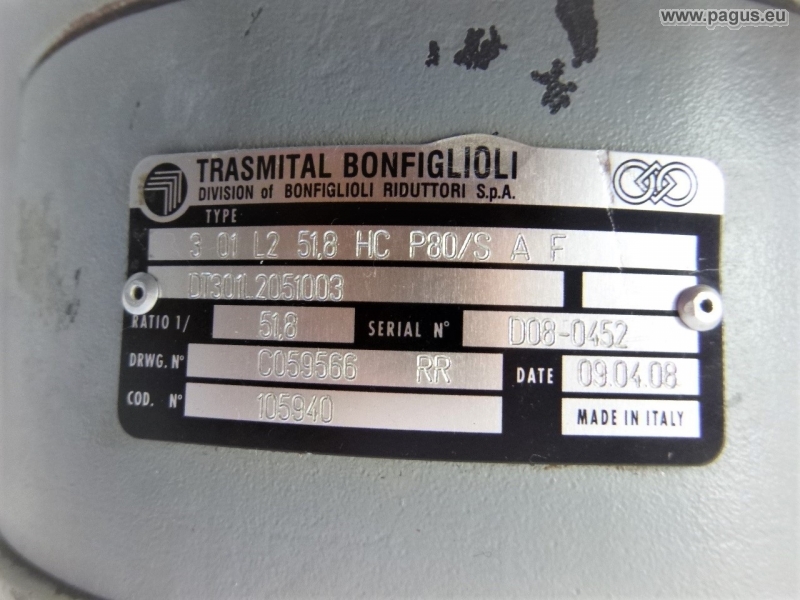 www.pagus.eu
TRASMITAL BONFIGLIOLI
DIVISION of BONFIGLIOLI RIDUTTORI S.p.A.
TYPE
3 01 L2 51,8 HC P80/S A F
DT301L2051003
RATIO 1/ 51,8 SERIAL N° D08-0452
DRWG. N° C059566 RR DATE 09.04.08
COD. N° 105940 MADE IN ITALY